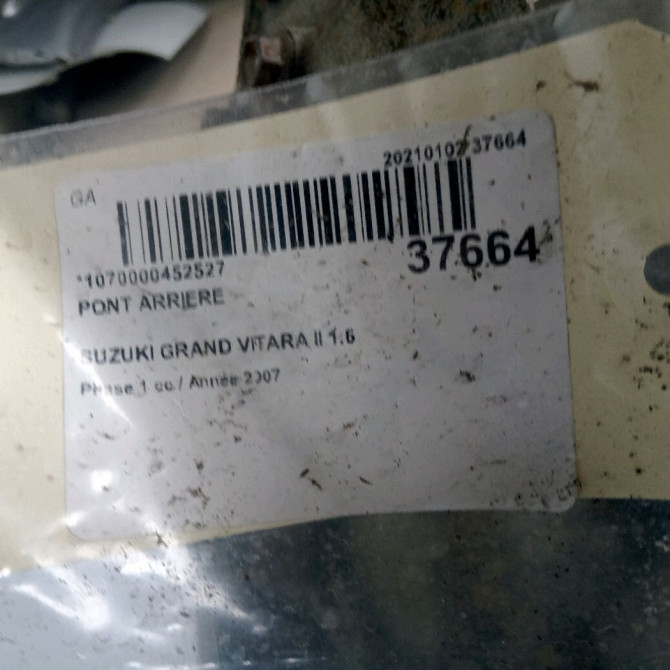 GA
20210102 37664
37664
*1070000452527
PONT ARRIERE
SUZUKI GRAND VITARA II 1.6
Phase 1 cc / Année 2007